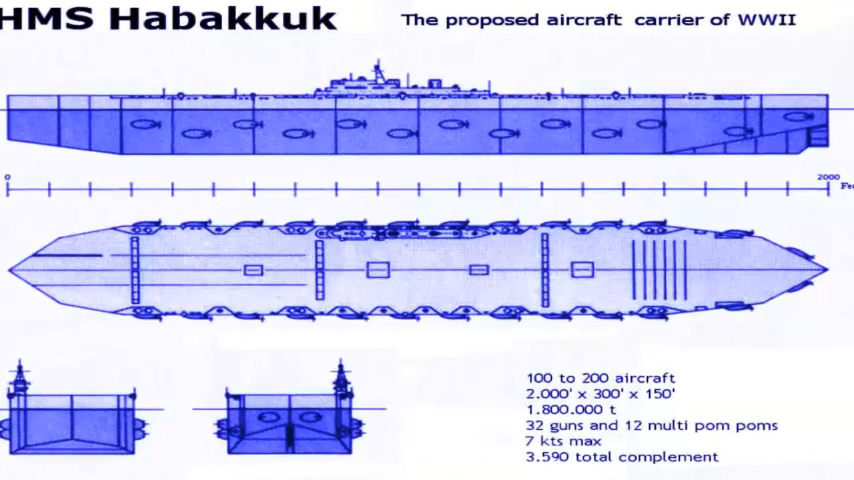 HMS Habakkuk
The proposed aircraft carrier of WWII
0
2000
100 to 200 aircraft
2.000' x 300' x 150'
1.800.000 t
32 guns and 12 multi pom poms
7 kts max
3.590 total complement